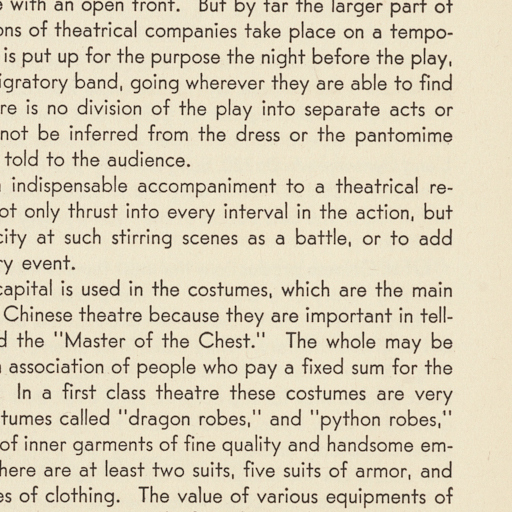 with an open front. But by far the larger part of
ons of theatrical companies take place on a tempo-
is put up for the purpose the night before the play,
igratory band, going wherever they are able to find
re is no division of the play into separate acts or
not be inferred from the dress or the pantomime
told to the audience.
indispensable accompaniment to a theatrical re-
ot only thrust into every interval in the action, but
city at such stirring scenes as a battle, or to add
ry event.
capital is used in the costumes, which are the main
Chinese theatre because they are important in tell-
d the "Master of the Chest." The whole may be
association of people who pay a fixed sum for the
In a first class theatre these costumes are very
tumes called "dragon robes," and "python robes,"
of inner garments of fine quality and handsome em-
here are at least two suits, five suits of armor, and
es of clothing. The value of various equipments of